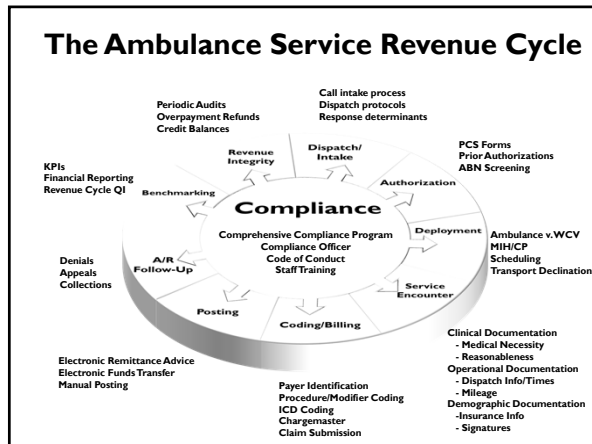 The Ambulance Service Revenue Cycle
Call intake process
Dispatch protocols
Response determinants
Periodic Audits
Overpayment Refunds
Credit Balances
Dispatch/
Intake
Revenue
Integrity
PCS Forms
Prior Authorizations
ABN Screening
KPIs
Financial Reporting
Revenue Cycle QI
Benchmarking
Authorization
Compliance
Comprehensive Compliance Program
Compliance Officer
Code of Conduct
Staff Training
Deployment
Ambulance v. WCV
MIH/CP
Scheduling
Transport Declination
Denials
Appeals
Collections
A/R
Follow-Up
Service
Encounter
Posting
Coding/Billing
Clinical Documentation
- Medical Necessity
- Reasonableness
Operational Documentation
- Dispatch Info/Times
- Mileage
Demographic Documentation
-Insurance Info
- Signatures
Electronic Remittance Advice
Electronic Funds Transfer
Manual Posting
Payer Identification
Procedure/Modifier Coding
ICD Coding
Chargemaster
Claim Submission